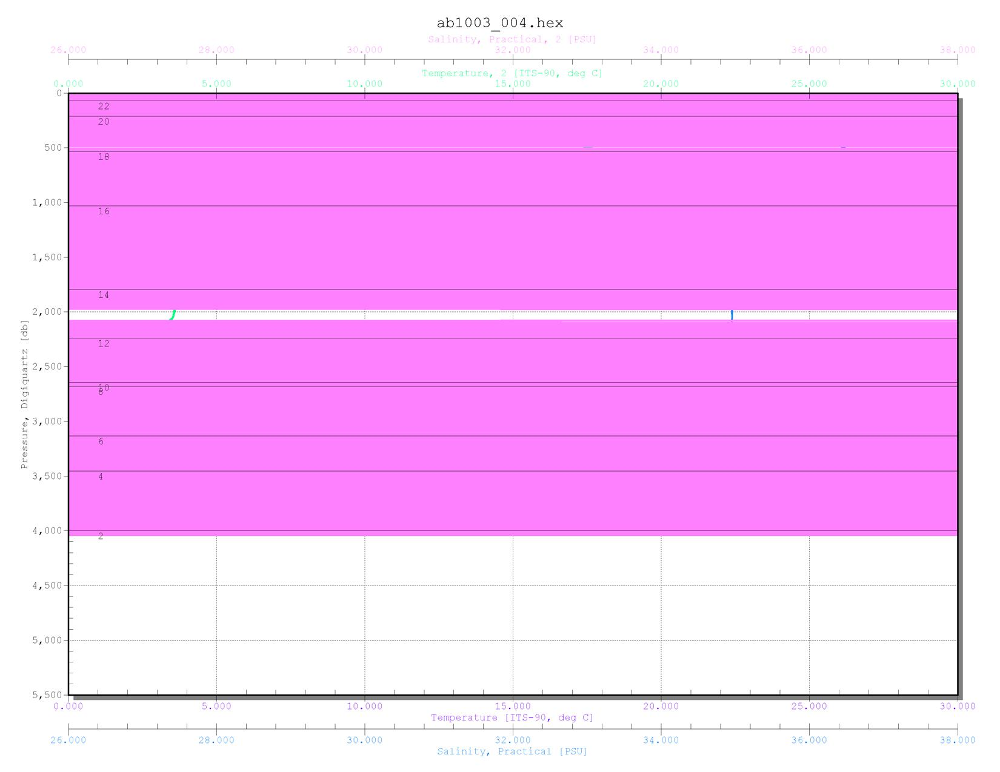 ab1003_004.hex
Salinity, Practical, 2 [PSU]
26.000 28.000 30.000 32.000 34.000 36.000 38.000
Temperature, 2 [ITS-90, deg C]
0.000 5.000 10.000 15.000 20.000 25.000 30.000
0
22
20
500
18
1,000
16
1,500
14
2,000
12
2,500
10
8
3,000
6
3,500
4
4,000
2
4,500
5,000
5,500
Pressure, Digiquartz [db]
0.000 5.000 10.000 15.000 20.000 25.000 30.000
Temperature [ITS-90, deg C]
26.000 28.000 30.000 32.000 34.000 36.000 38.000
Salinity, Practical [PSU]